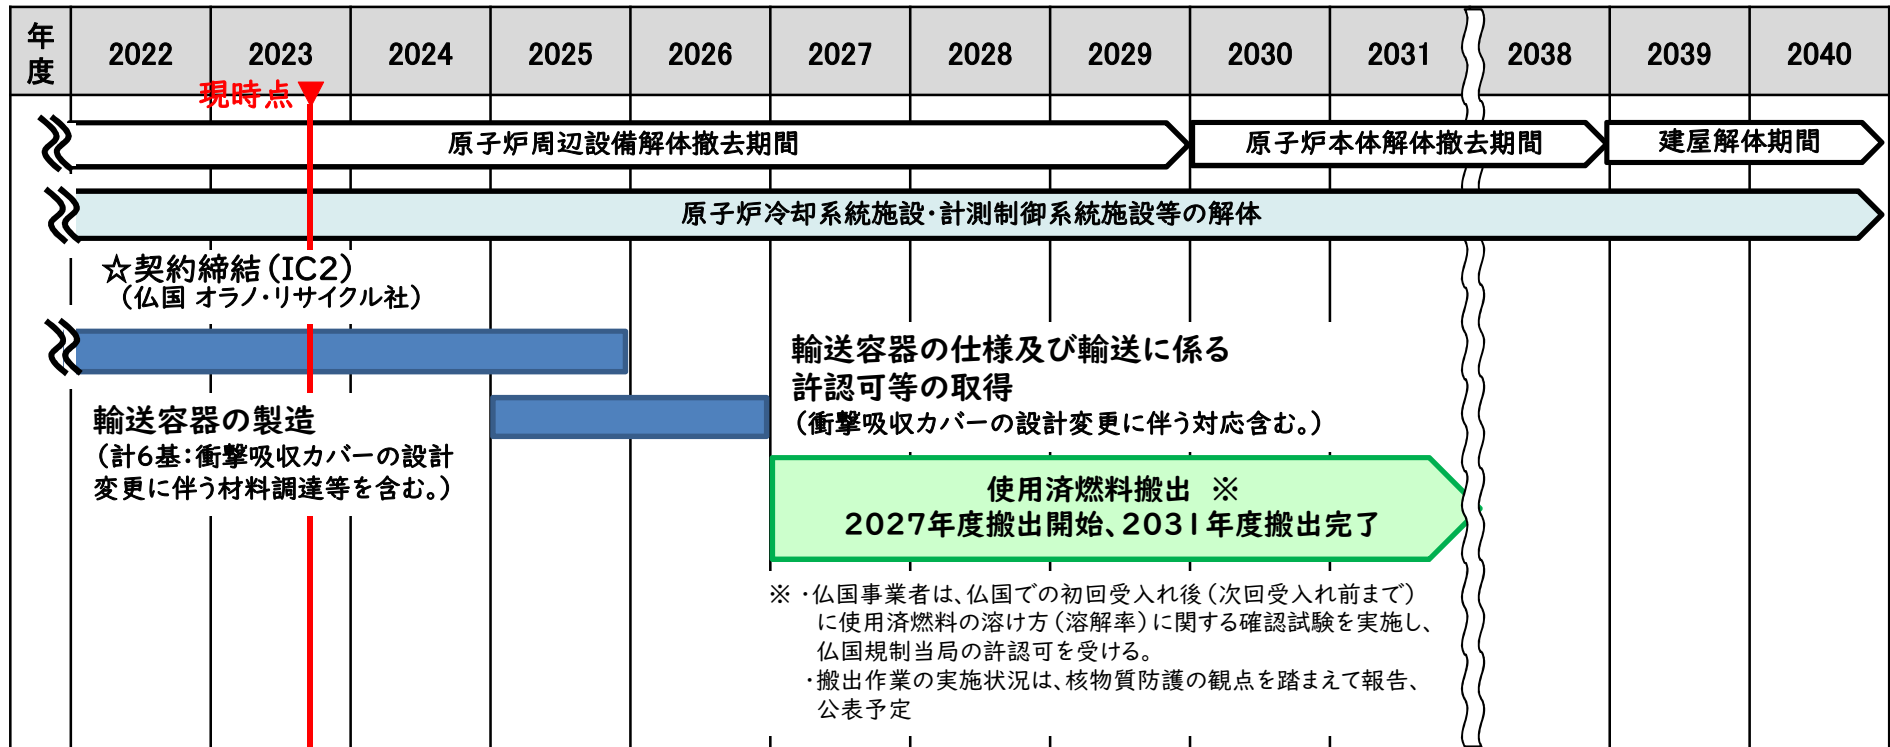 年度 2022 2023 2024 2025 2026 2027 2028 2029 2030 2031 2038 2039 2040
現時点
原子炉周辺設備解体撤去期間 原子炉本体解体撤去期間 建屋解体期間
原子炉冷却系統施設・計測制御系統施設等の解体
☆契約締結(IC2)
(仏国 オラノ・リサイクル社)
輸送容器の製造
(計6基:衝撃吸収カバーの設計
変更に伴う材料調達等を含む。)
輸送容器の仕様及び輸送に係る
許認可等の取得
(衝撃吸収カバーの設計変更に伴う対応含む。)
使用済燃料搬出 ※
2027年度搬出開始、2031年度搬出完了
※ ・仏国事業者は、仏国での初回受入れ後(次回受入れ前まで)
に使用済燃料の溶け方(溶解率)に関する確認試験を実施し、
仏国規制当局の許認可を受ける。
・搬出作業の実施状況は、核物質防護の観点を踏まえて報告、
公表予定